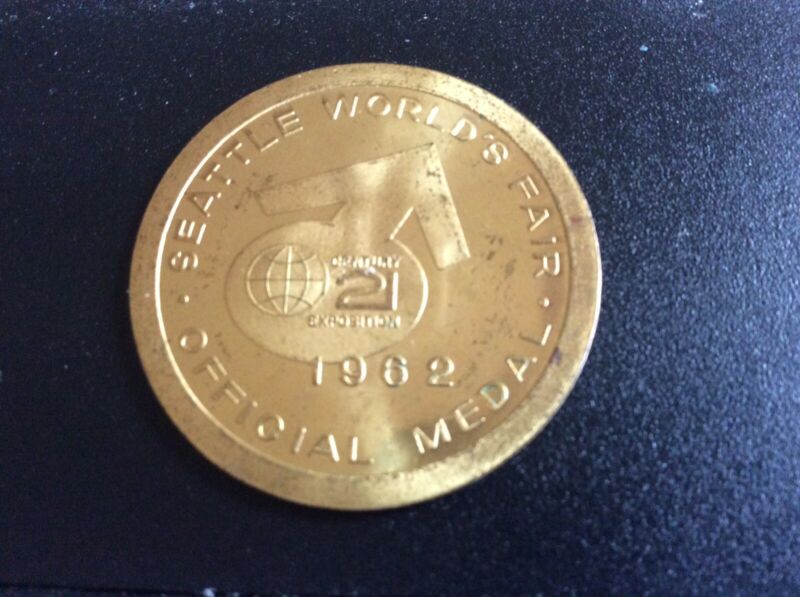 SEATTLE WORLD'S FAIR
CENTURY
21
EXPOSITION
1962
• OFFICIAL MEDAL •